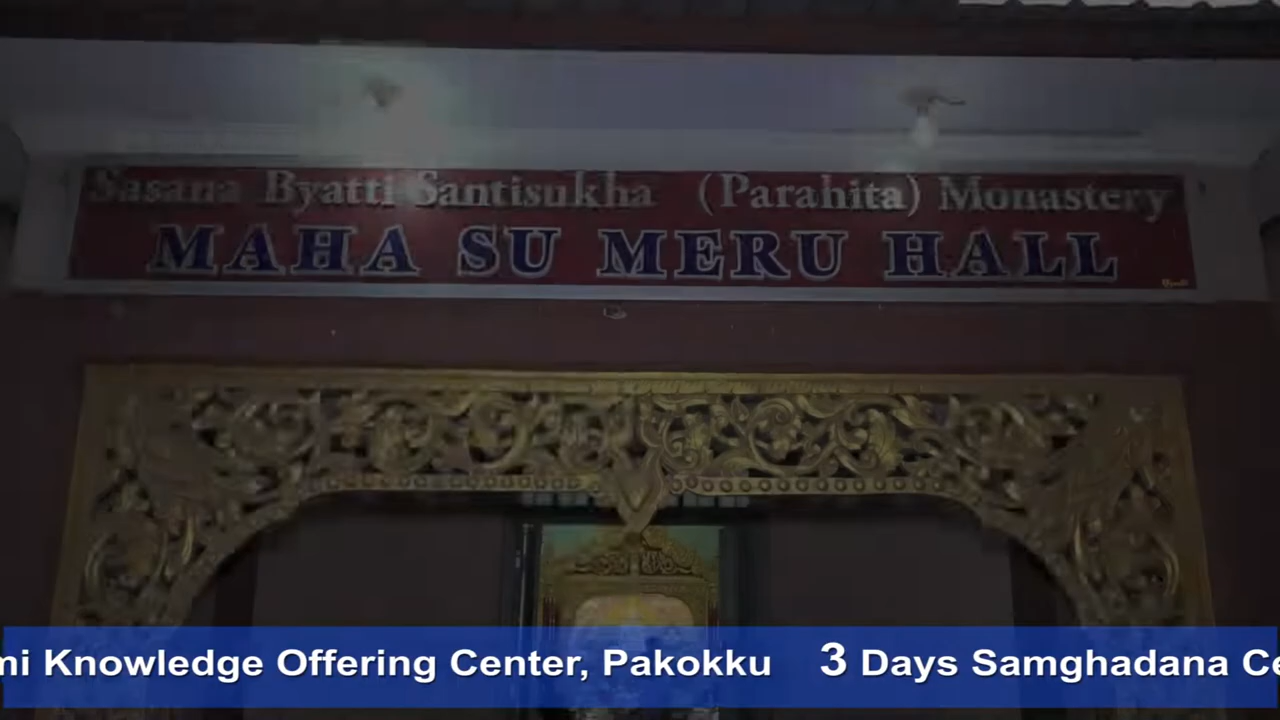 Sasana Byatti Santisukha (Parahita) Monastery
MAHA SU MERU HALL
mi Knowledge Offering Center, Pakokku 3 Days Samghadana Ce